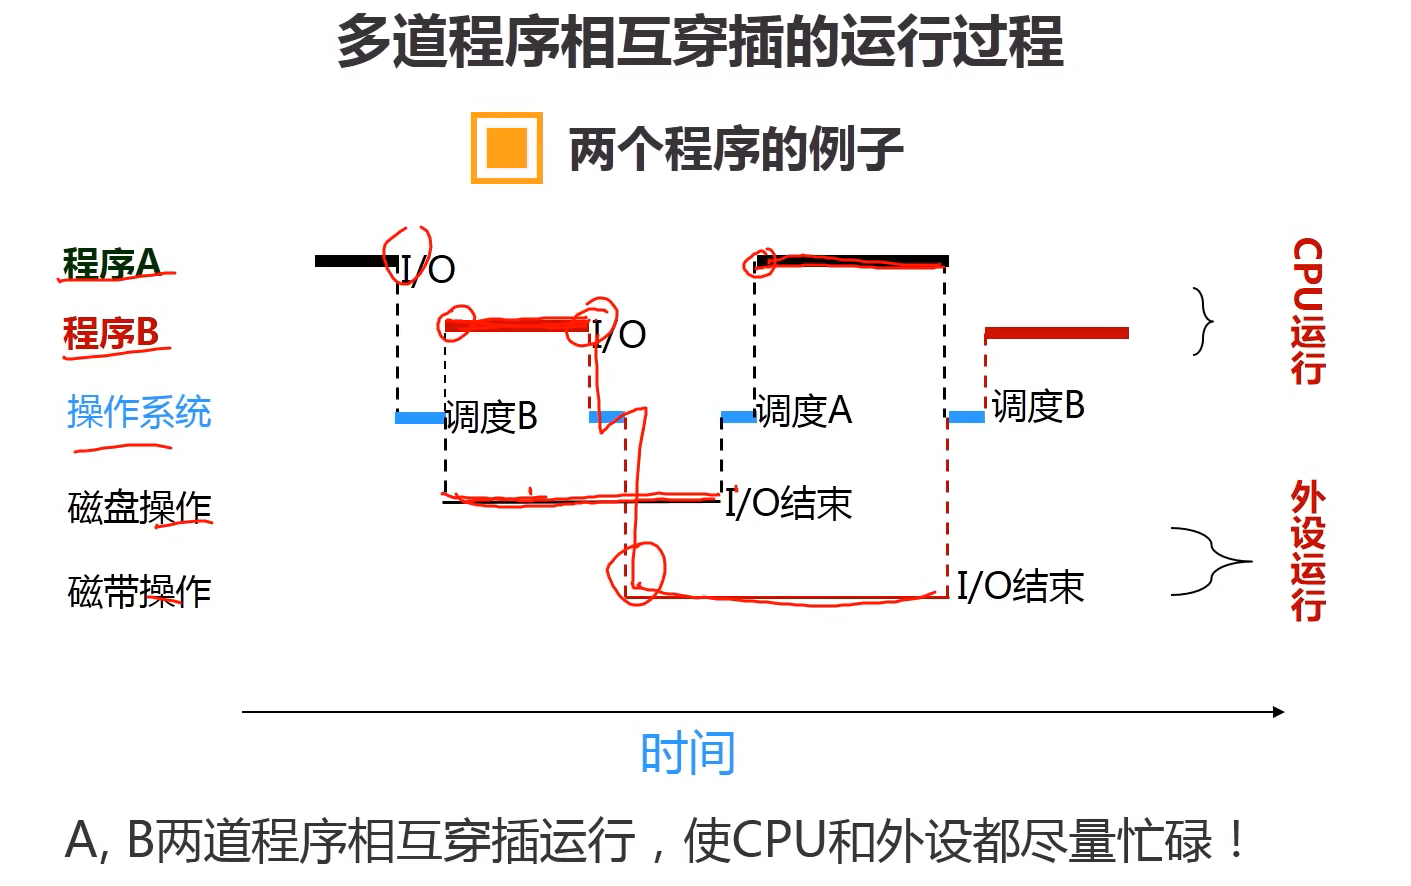 多道程序相互穿插的运行过程
两个程序的例子
程序A
I/O
程序B
I/O
操作系统
调度B
调度A
调度B
磁盘操作
I/O结束
磁带操作
I/O结束
CPU运行
外设运行
时间
A, B两道程序相互穿插运行，使CPU和外设都尽量忙碌！